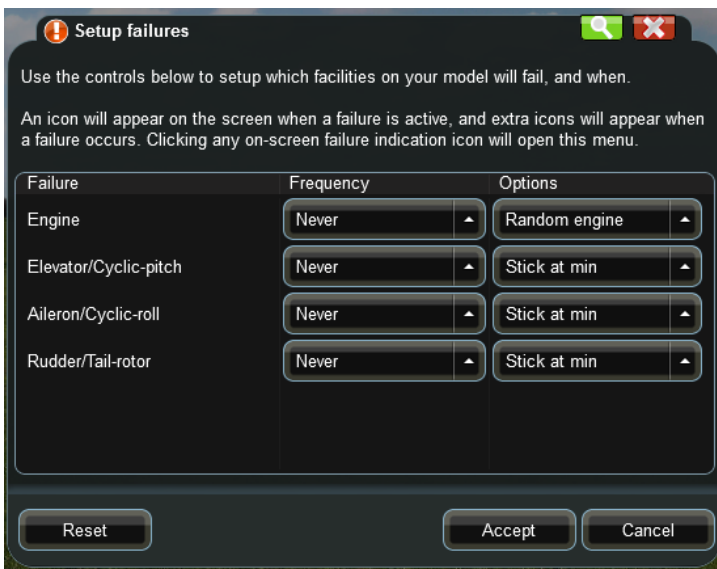 Setup failures
Use the controls below to setup which facilities on your model will fail, and when.
An icon will appear on the screen when a failure is active, and extra icons will appear when
a failure occurs. Clicking any on-screen failure indication icon will open this menu.
Failure Frequency Options
Engine Never Random engine
Elevator/Cyclic-pitch Never Stick at min
Aileron/Cyclic-roll Never Stick at min
Rudder/Tail-rotor Never Stick at min
Reset Accept Cancel